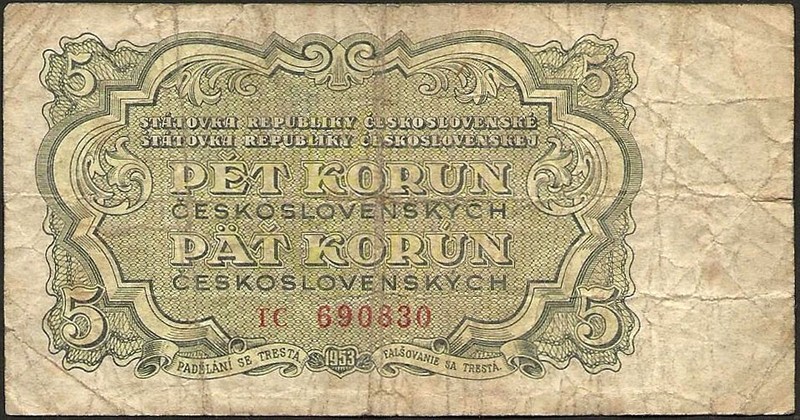 5 5
STÁTOVKA REPUBLIKY ČESKOSLOVENSKÉ
ŠTÁTOVKA REPUBLIKY ČESKOSLOVENSKEJ
PĚT KORUN
ČESKOSLOVENSKÝCH
PÄŤ KORÚN
ČESKOSLOVENSKÝCH
5 IC 690830 5
PADĚLÁNÍ SE TRESTÁ 1953 FALŠOVANIE SA TRESTÁ.